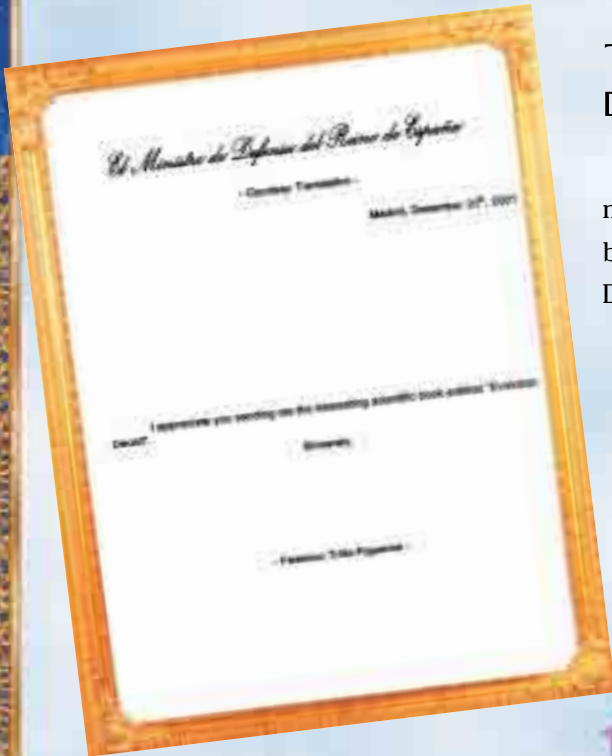 El Ministro de Defensa del Reino de España
- Courtesy Translation -
Madrid, December 20th, 2001
I appreciate you sending me the interesting scientific book entitled "Evolution
Deceit".
Sincerely,
- Federico Trillo-Figueroa -